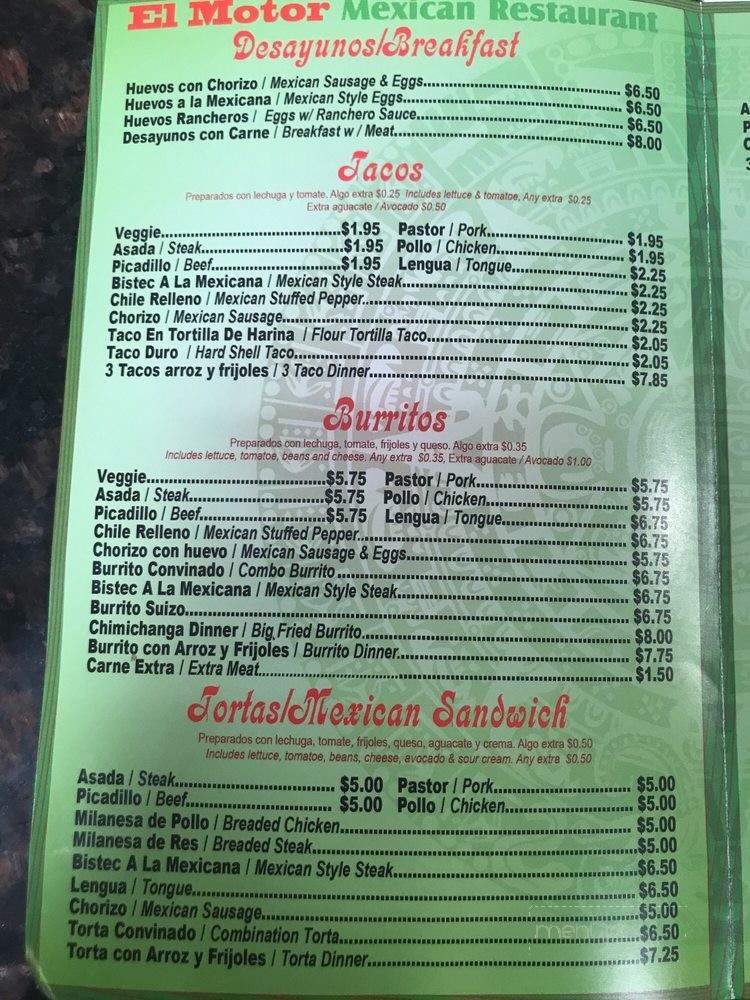 El Motor Mexican Restaurant
Desayunos/Breakfast
Huevos con Chorizo / Mexican Sausage & Eggs................ $6.50
Huevos a la Mexicana / Mexican Style Eggs................ $6.50
Huevos Rancheros / Eggs w/ Ranchero Sauce................ $6.50
Desayunos con Carne / Breakfast w / Meat................ $8.00
Tacos
Preparados con lechuga y tomate. Algo extra $0.25 Includes lettuce & tomatoe, Any extra $0.25
Extra aguacate / Avocado $0.50
Veggie................$1.95 Pastor / Pork................ $1.95
Asada / Steak................$1.95 Pollo / Chicken................ $1.95
Picadillo / Beef................$1.95 Lengua / Tongue................ $2.25
Bistec A La Mexicana / Mexican Style Steak................ $2.25
Chile Relleno / Mexican Stuffed Pepper................ $2.25
Chorizo / Mexican Sausage................ $2.25
Taco En Tortilla De Harina / Flour Tortilla Taco................ $2.05
Taco Duro / Hard Shell Taco................ $2.05
3 Tacos arroz y frijoles / 3 Taco Dinner................ $7.85
Burritos
Preparados con lechuga, tomate, frijoles y queso. Algo extra $0.35
Includes lettuce, tomatoe, beans and cheese. Any extra $0.35, Extra aguacate / Avocado $1.00
Veggie................$5.75 Pastor / Pork................ $5.75
Asada / Steak................$5.75 Pollo / Chicken................ $5.75
Picadillo / Beef................$5.75 Lengua / Tongue................ $6.75
Chile Relleno / Mexican Stuffed Pepper................ $6.75
Chorizo con huevo / Mexican Sausage & Eggs................ $5.75
Burrito Convinado / Combo Burrito................ $6.75
Bistec A La Mexicana / Mexican Style Steak................ $6.75
Burrito Suizo................ $6.75
Chimichanga Dinner / Big Fried Burrito................ $8.00
Burrito con Arroz y Frijoles / Burrito Dinner................ $7.75
Carne Extra / Extra Meat................ $1.50
Tortas/Mexican Sandwich
Preparados con lechuga, tomate, frijoles, queso, aguacate y crema. Algo extra $0.50
Includes lettuce, tomatoe, beans, cheese, avocado & sour cream. Any extra $0.50
Asada / Steak................ $5.00 Pastor / Pork................ $5.00
Picadillo / Beef................ $5.00 Pollo / Chicken................ $5.00
Milanesa de Pollo / Breaded Chicken................ $5.00
Milanesa de Res / Breaded Steak................$5.00
Bistec A La Mexicana / Mexican Style Steak................$6.50
Lengua / Tongue................$6.50
Chorizo / Mexican Sausage................$5.00
Torta Convinado / Combination Torta................$6.50
Torta con Arroz y Frijoles / Torta Dinner................$7.25